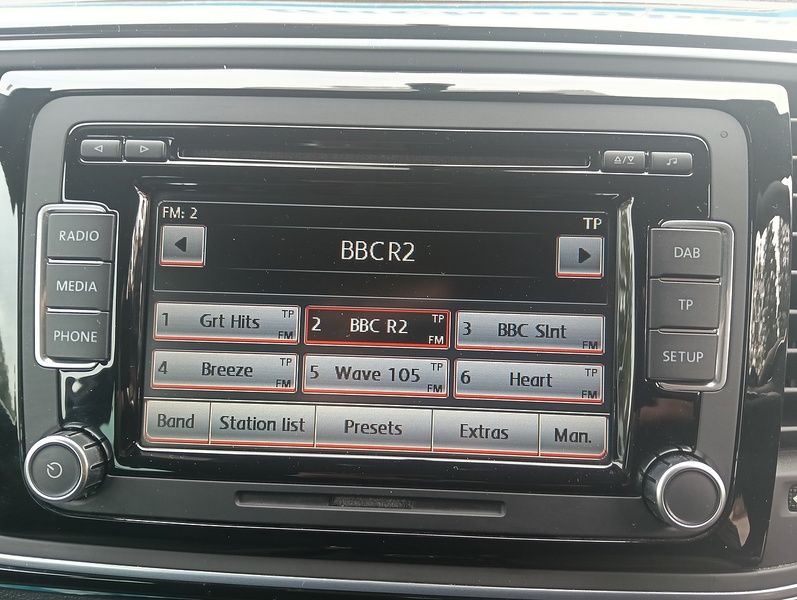 FM: 2
TP
BBC R2
RADIO
MEDIA
PHONE
DAB
TP
SETUP
1 Grt Hits TP FM
2 BBC R2 TP FM
3 BBC Slnt FM
4 Breeze TP FM
5 Wave 105 TP FM
6 Heart TP FM
Band Station list Presets Extras Man.